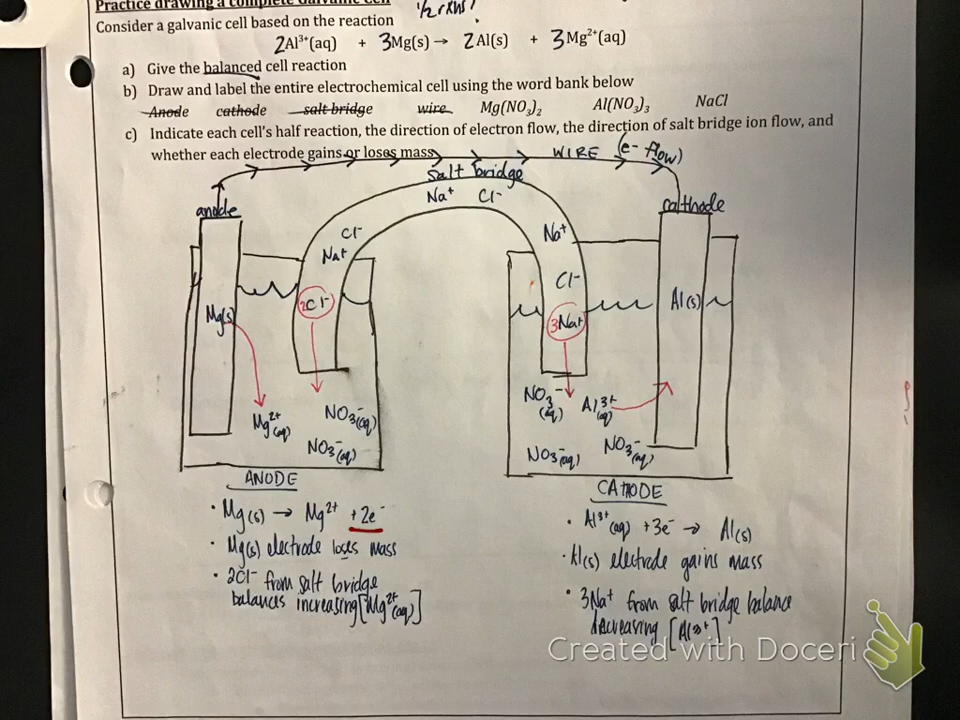 Practice drawing a complete Galvanic Cell
1/2 rxns?
Consider a galvanic cell based on the reaction
2Al³⁺(aq) + 3Mg(s) → 2Al(s) + 3Mg²⁺(aq)
a) Give the balanced cell reaction
b) Draw and label the entire electrochemical cell using the word bank below
Anode cathode salt bridge wire Mg(NO₃)₂ Al(NO₃)₃ NaCl
c) Indicate each cell's half reaction, the direction of electron flow, the direction of salt bridge ion flow, and
whether each electrode gains or loses mass
WIRE (e- flow)
Salt bridge
anode
Na⁺ Cl⁻
calthode
Cl⁻
Na⁺
Na⁺
Cl⁻
Mg(s)
2Cl⁻
3Na⁺
Al(s)
Mg²⁺(aq)
NO₃⁻(aq)
NO₃⁻(aq)
NO₃⁻(aq)
Al³⁺(aq)
NO₃⁻(aq)
NO₃⁻(aq)
ANODE
• Mg(s) → Mg²⁺ + 2e⁻
• Mg(s) electrode loses mass
• 2Cl⁻ from salt bridge
balances increasing [Mg²⁺(aq)]
CATHODE
• Al³⁺(aq) + 3e⁻ → Al(s)
• Al(s) electrode gains mass
• 3Na⁺ from salt bridge balance
decreasing [Al³⁺]
Created with Doceri